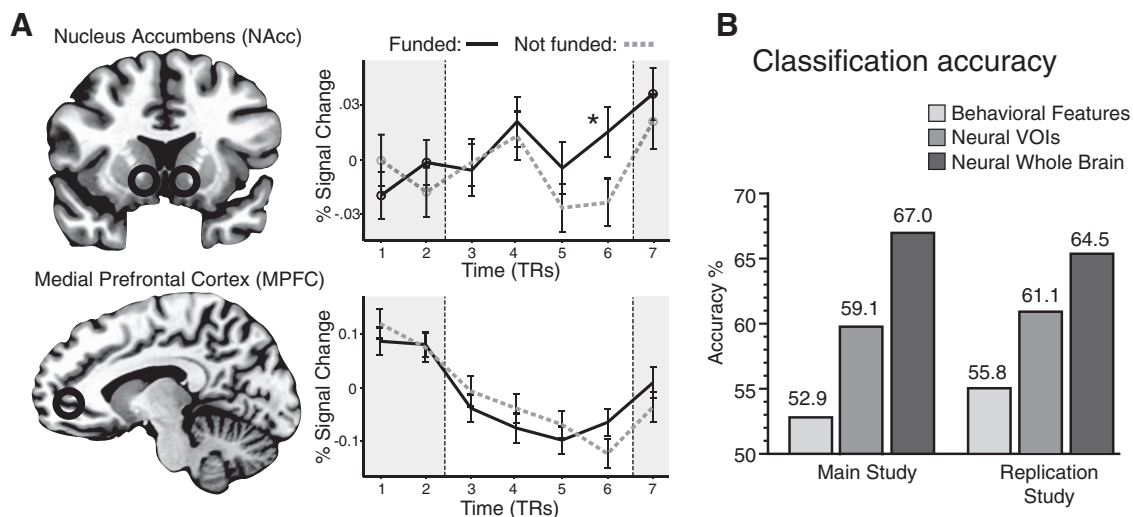 A
Nucleus Accumbens (NAcc)
Funded: Not funded:
% Signal Change
.03
0
-.03
*
1 2 3 4 5 6 7
Time (TRs)
Medial Prefrontal Cortex (MPFC)
% Signal Change
0.1
0
-0.1
1 2 3 4 5 6 7
Time (TRs)
B
Classification accuracy
Behavioral Features
Neural VOIs
Neural Whole Brain
Accuracy %
70
65
60
55
50
52.9
59.1
67.0
55.8
61.1
64.5
Main Study
Replication
Study